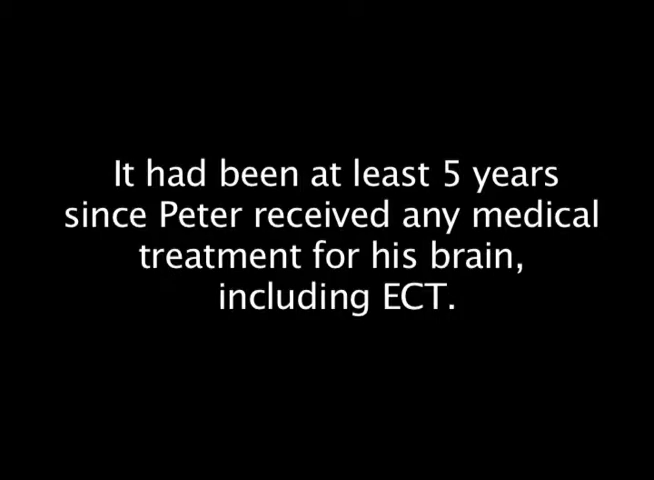 It had been at least 5 years
since Peter received any medical
treatment for his brain,
including ECT.